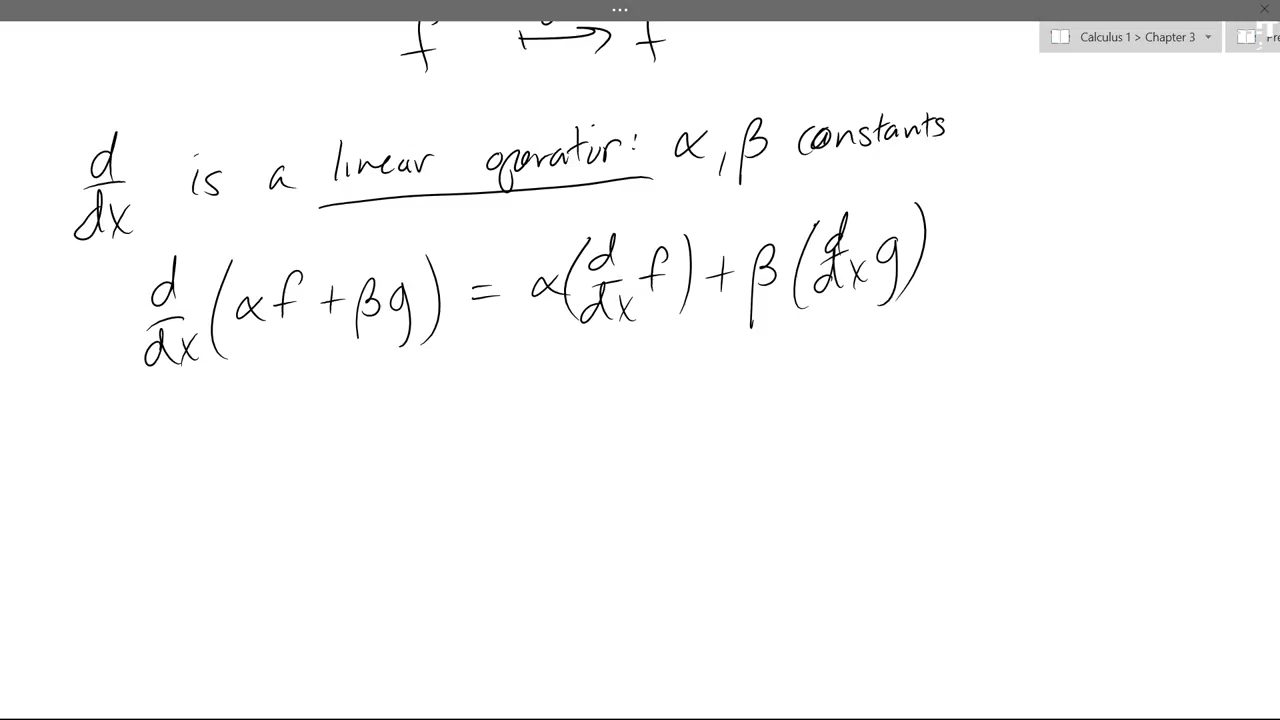 Calculus 1 > Chapter 3
f ⟼ f
d/dx is a linear operator: α, β constants
d/dx (αf + βg) = α(d/dx f) + β(d/dx g)